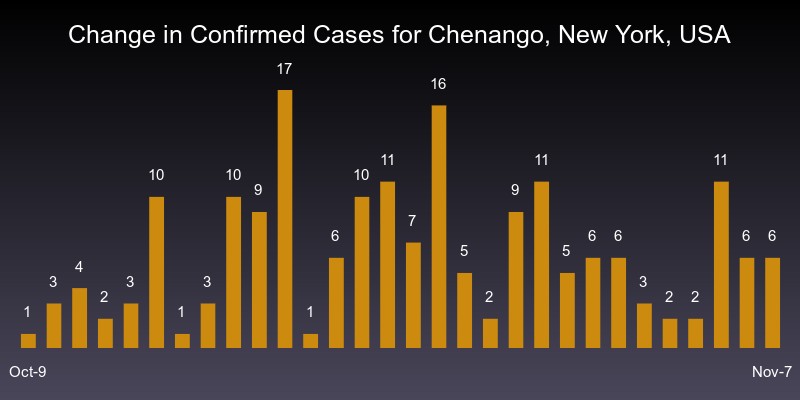 Change in Confirmed Cases for Chenango, New York, USA
1 3 4 2 3 10 1 3 10 9 17 1 6 10 11 7 16 5 2 9 11 5 6 6 3 2 2 11 6 6
Oct-9 Nov-7